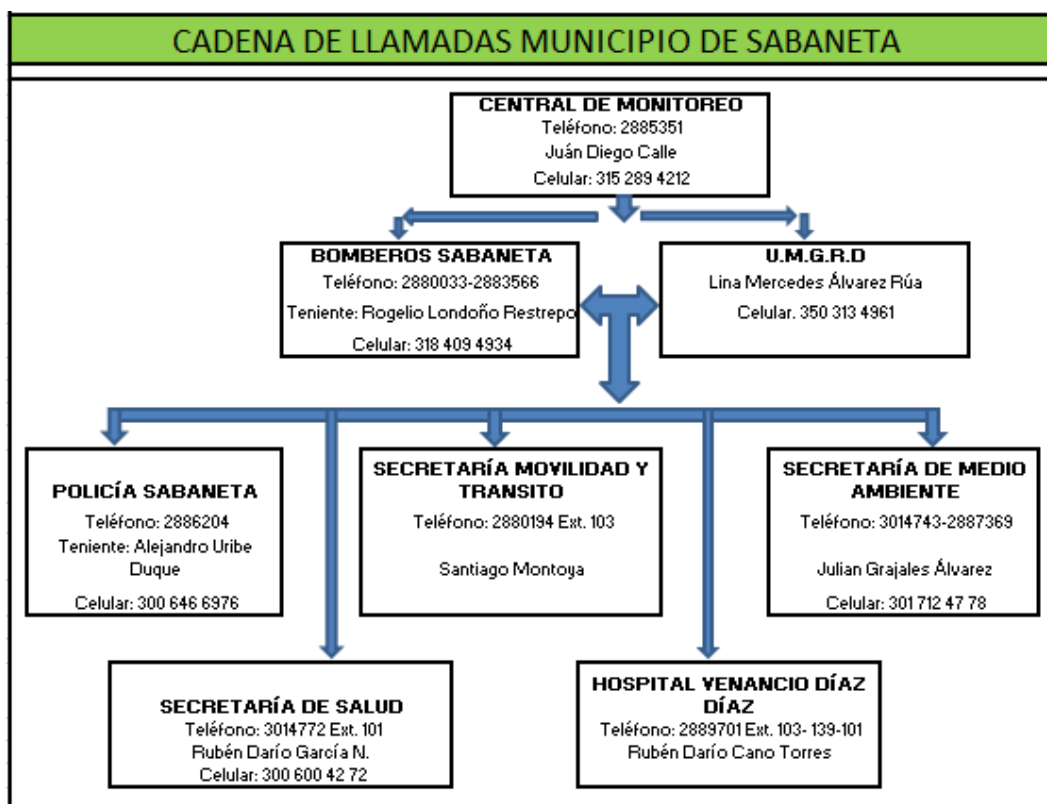 CADENA DE LLAMADAS MUNICIPIO DE SABANETA
CENTRAL DE MONITOREO
Teléfono: 2885351
Juán Diego Calle
Celular: 315 289 4212
BOMBEROS SABANETA
Teléfono: 2880033-2883566
Teniente: Rogelio Londoño Restrepo
Celular: 318 409 4934
U.M.G.R.D
Lina Mercedes Álvarez Rúa
Celular. 350 313 4961
POLICÍA SABANETA
Teléfono: 2886204
Teniente: Alejandro Uribe
Duque
Celular: 300 646 6976
SECRETARÍA MOVILIDAD Y
TRANSITO
Teléfono: 2880194 Ext. 103
Santiago Montoya
SECRETARÍA DE MEDIO
AMBIENTE
Teléfono: 3014743-2887369
Julian Grajales Álvarez
Celular: 301 712 47 78
SECRETARÍA DE SALUD
Teléfono: 3014772 Ext. 101
Rubén Darío García N.
Celular: 300 600 42 72
HOSPITAL VENANCIO DÍAZ
DÍAZ
Teléfono: 2889701 Ext. 103- 139-101
Rubén Darío Cano Torres